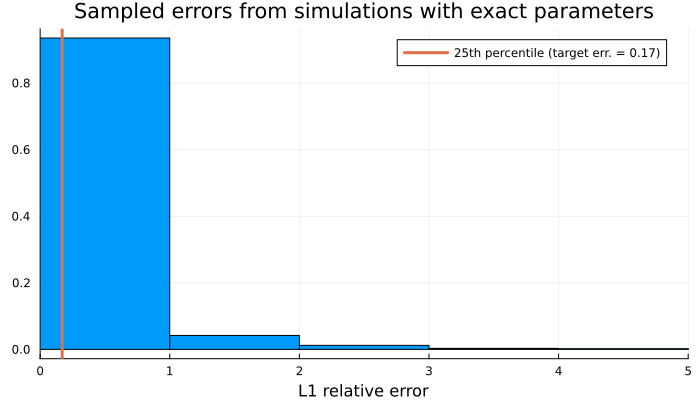 Sampled errors from simulations with exact parameters
25th percentile (target err. = 0.17)
0.8
0.6
0.4
0.2
0.0
0 1 2 3 4 5
L1 relative error